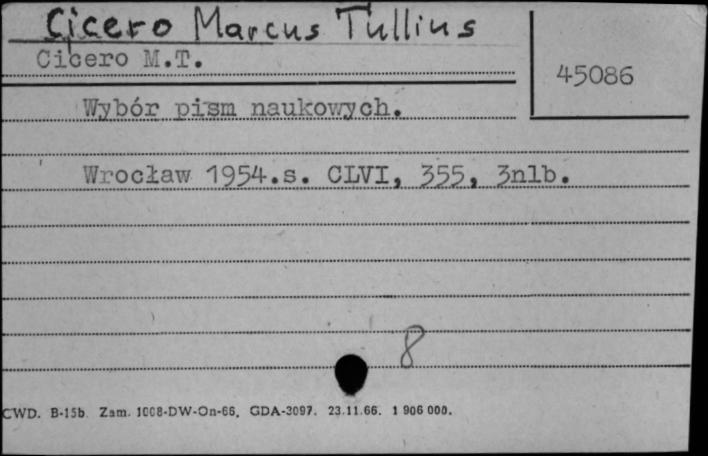 Cicero Marcus Tullius
Cicero M.T.
45086
Wybór pism naukowych.
Wrocław 1954.s. CLVI, 355, 3nlb.
8
CWD. B-15b. Zam. 1008-DW-On-66. GDA-3097. 23.11.66. 1 906 000.